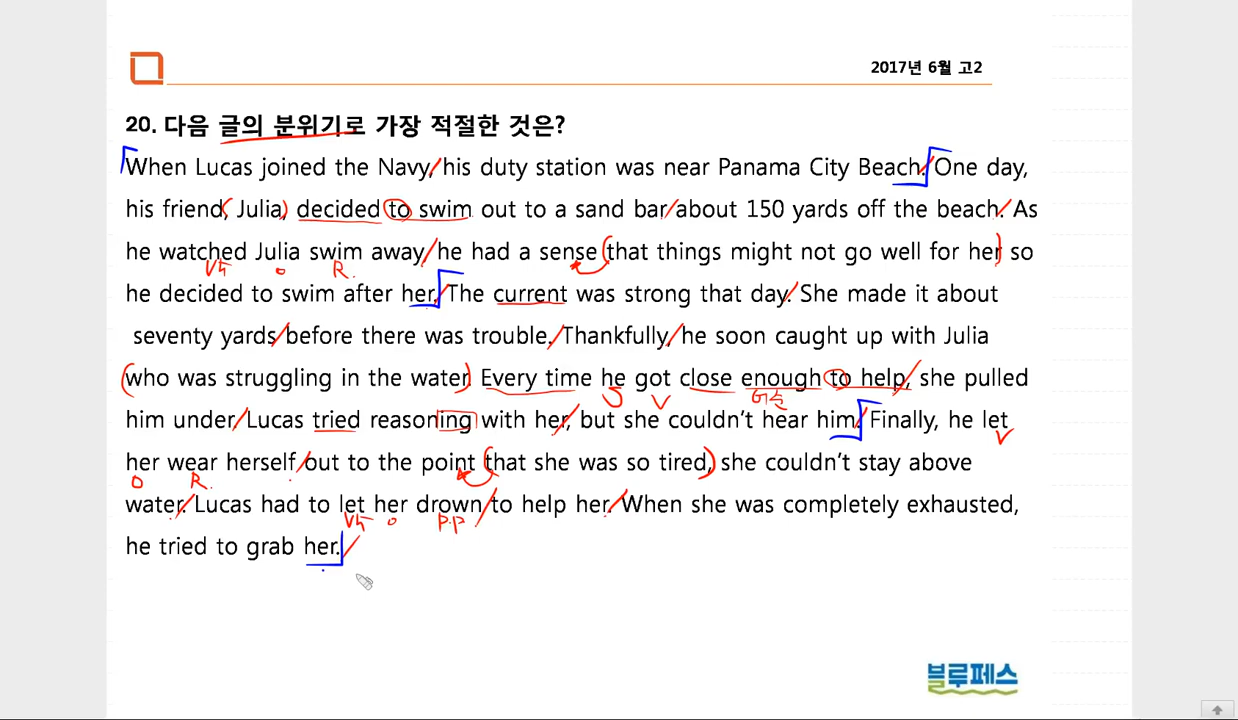 2017년 6월 고2
20. 다음 글의 분위기로 가장 적절한 것은?
When Lucas joined the Navy, his duty station was near Panama City Beach. One day,
his friend, Julia, decided to swim out to a sand bar about 150 yards off the beach. As
he watched Julia swim away, he had a sense that things might not go well for her so
V5 o R.
he decided to swim after her. The current was strong that day. She made it about
seventy yards before there was trouble. Thankfully, he soon caught up with Julia
who was struggling in the water. Every time he got close enough to help, she pulled
S V
him under. Lucas tried reasoning with her, but she couldn't hear him. Finally, he let
V
her wear herself out to the point that she was so tired, she couldn't stay above
O R.
water. Lucas had to let her drown to help her. When she was completely exhausted,
V5 o P.P
he tried to grab her.
블루페스